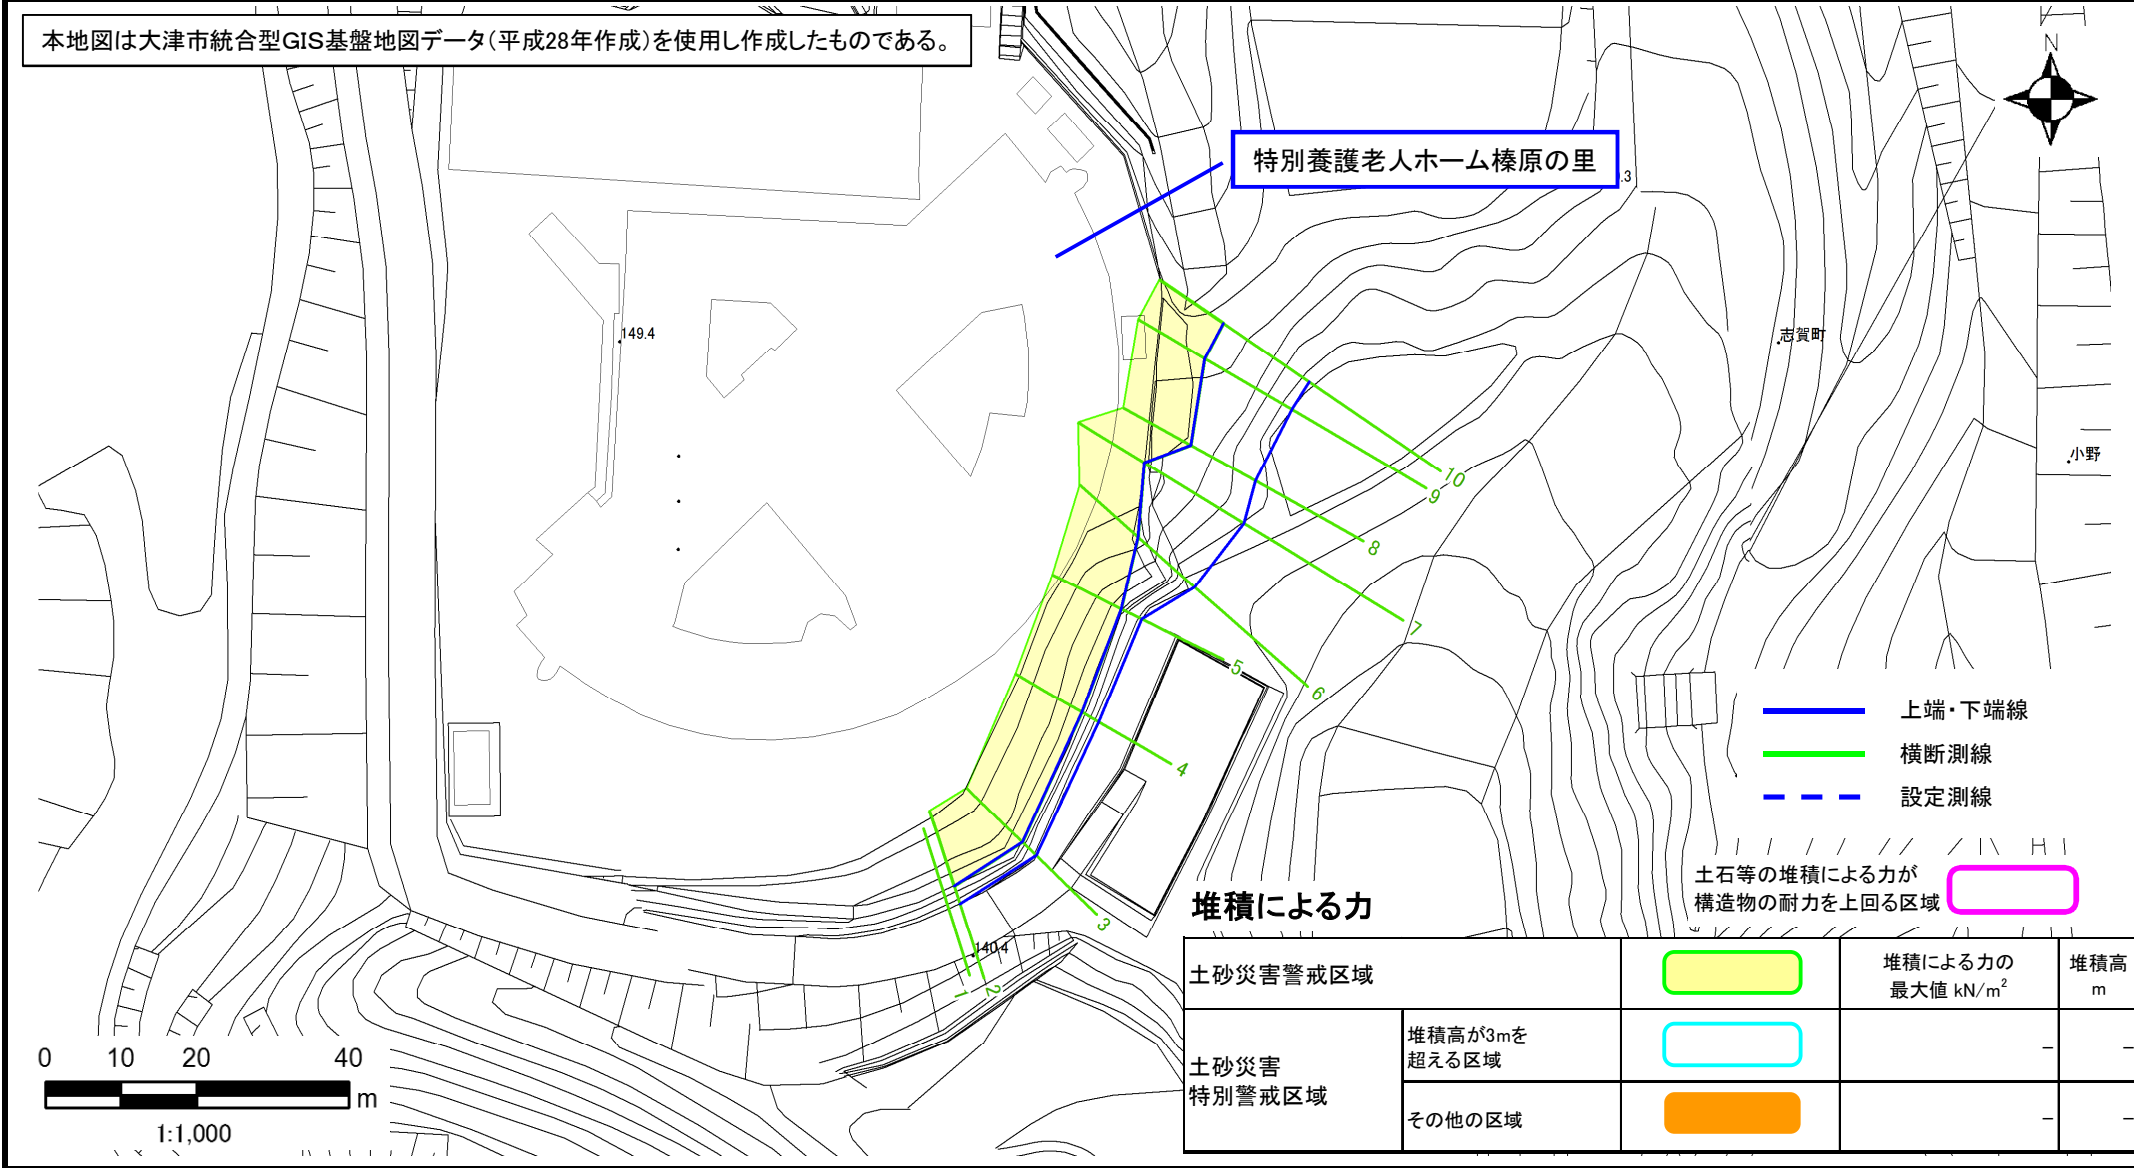 本地図は大津市統合型GIS基盤地図データ(平成28年作成)を使用し作成したものである。
N
特別養護老人ホーム榛原の里
.3
149.4
志賀町
小野
10
9
8
7
6
5
4
3
2
1
140.4
上端・下端線
横断測線
設定測線
土石等の堆積による力が
構造物の耐力を上回る区域
堆積による力
土砂災害警戒区域
堆積による力の
最大値 kN/m²
堆積高
m
土砂災害
特別警戒区域
堆積高が3mを
超える区域
- -
その他の区域
- -
0 10 20 40
m
1:1,000